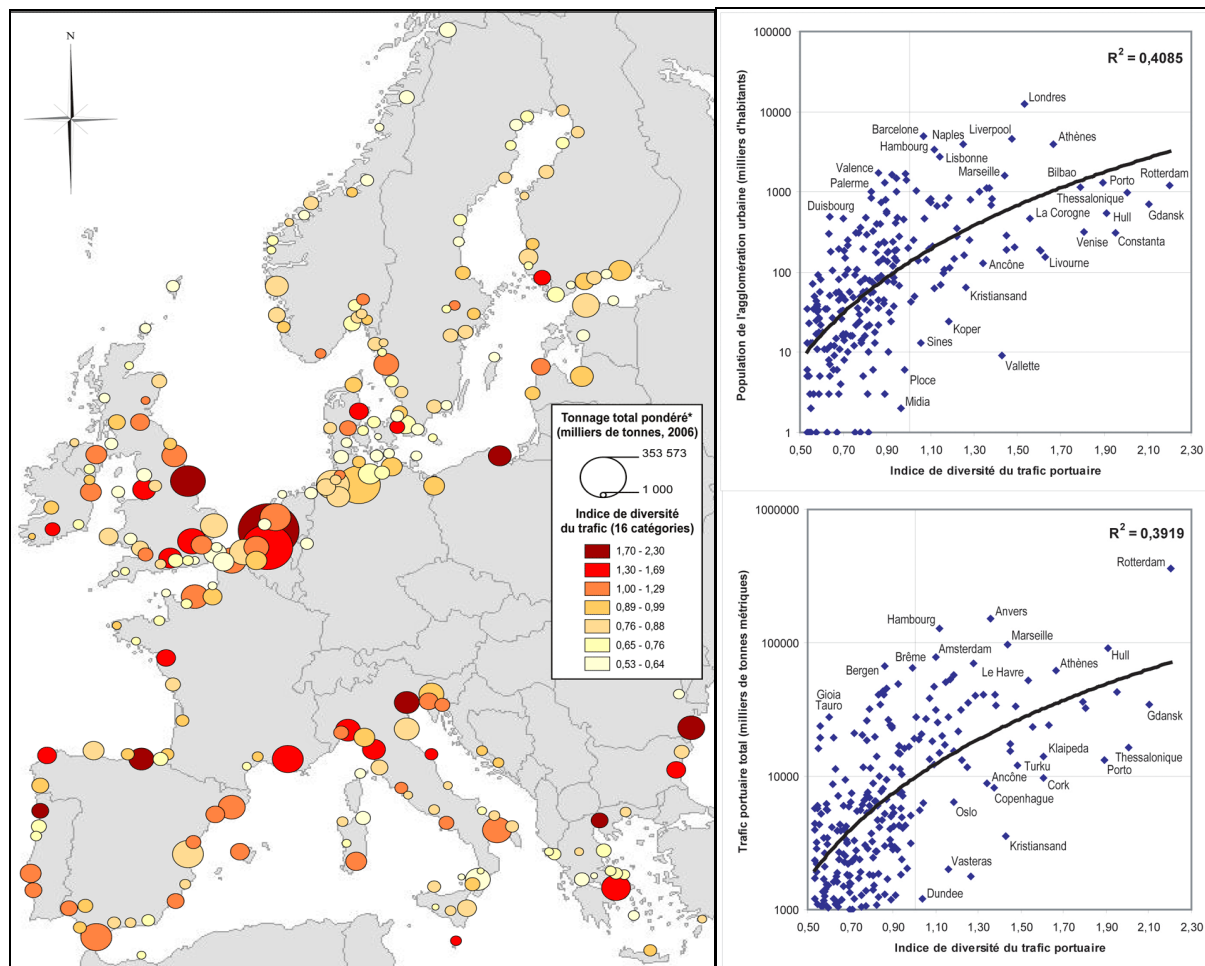 N
Tonnage total pondéré*
(milliers de tonnes, 2006)
353 573
1 000
Indice de diversité
du trafic (16 catégories)
1,70 - 2,30
1,30 - 1,69
1,00 - 1,29
0,89 - 0,99
0,76 - 0,88
0,65 - 0,76
0,53 - 0,64
Population de l'agglomération urbaine (milliers d'habitants)
100000
10000
1000
100
10
1
R² = 0,4085
Londres
Barcelone
Naples
Liverpool
Athènes
Hambourg
Lisbonne
Valence
Marseille
Bilbao
Porto
Rotterdam
Palerme
Thessalonique
Duisbourg
La Corogne
Hull
Gdansk
Venise
Constanta
Ancône
Livourne
Kristiansand
Koper
Sines
Vallette
Ploce
Midia
0,50 0,70 0,90 1,10 1,30 1,50 1,70 1,90 2,10 2,30
Indice de diversité du trafic portuaire
Trafic portuaire total (milliers de tonnes métriques)
1000000
100000
10000
1000
R² = 0,3919
Rotterdam
Hambourg
Anvers
Marseille
Brême
Amsterdam
Hull
Bergen
Le Havre
Athènes
Gioia
Tauro
Gdansk
Klaipeda
Thessalonique
Turku
Porto
Ancône
Cork
Copenhague
Oslo
Kristiansand
Vasteras
Dundee
0,50 0,70 0,90 1,10 1,30 1,50 1,70 1,90 2,10 2,30
Indice de diversité du trafic portuaire